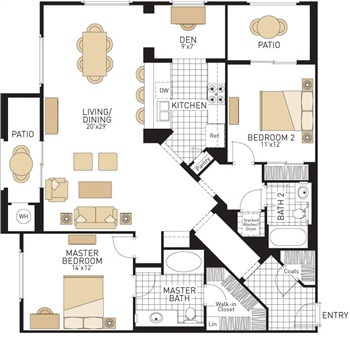 DEN
9'x7'
PATIO
DW
KITCHEN
Ref.
LIVING/
DINING
20'x29'
BEDROOM 2
11'x12'
PATIO
Pantry
WH
BATH 2
Stacked
Washer/
Dryer
MASTER
BEDROOM
14'x12'
MASTER
BATH
Coats
Walk-in
Closet
Lin
ENTRY